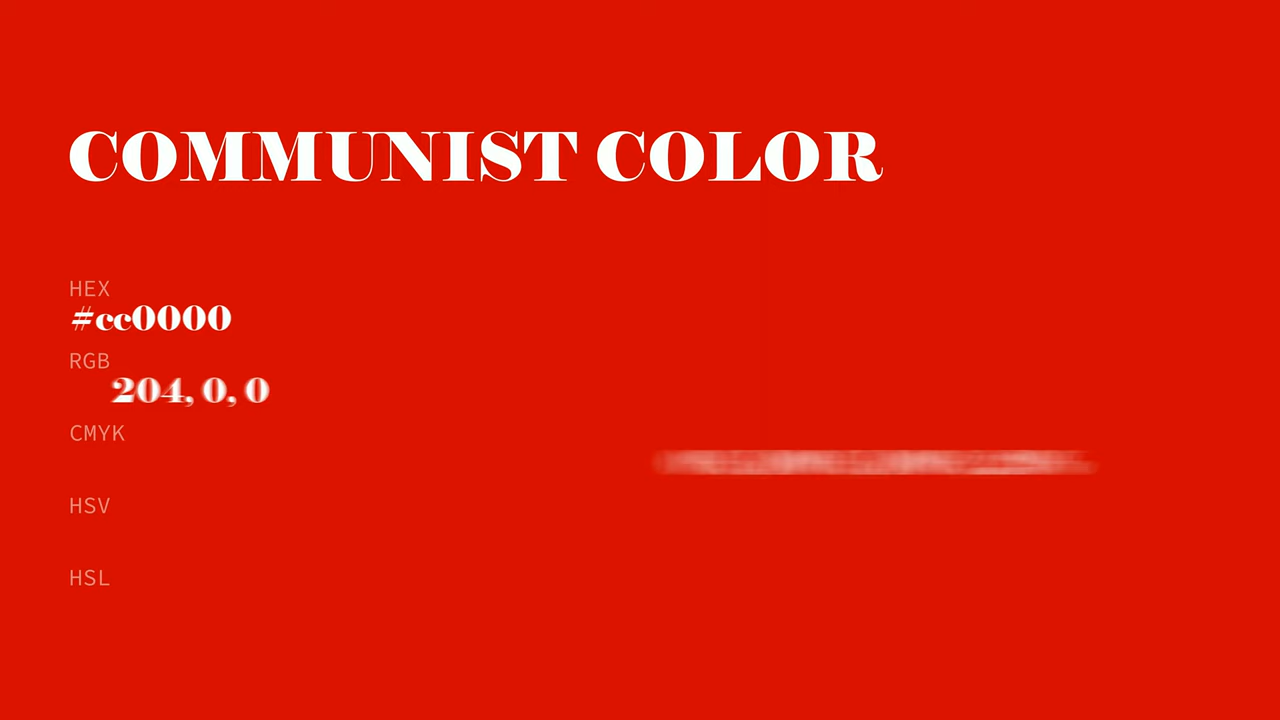 COMMUNIST COLOR
HEX
#cc0000
RGB
204, 0, 0
CMYK
HSV
HSL